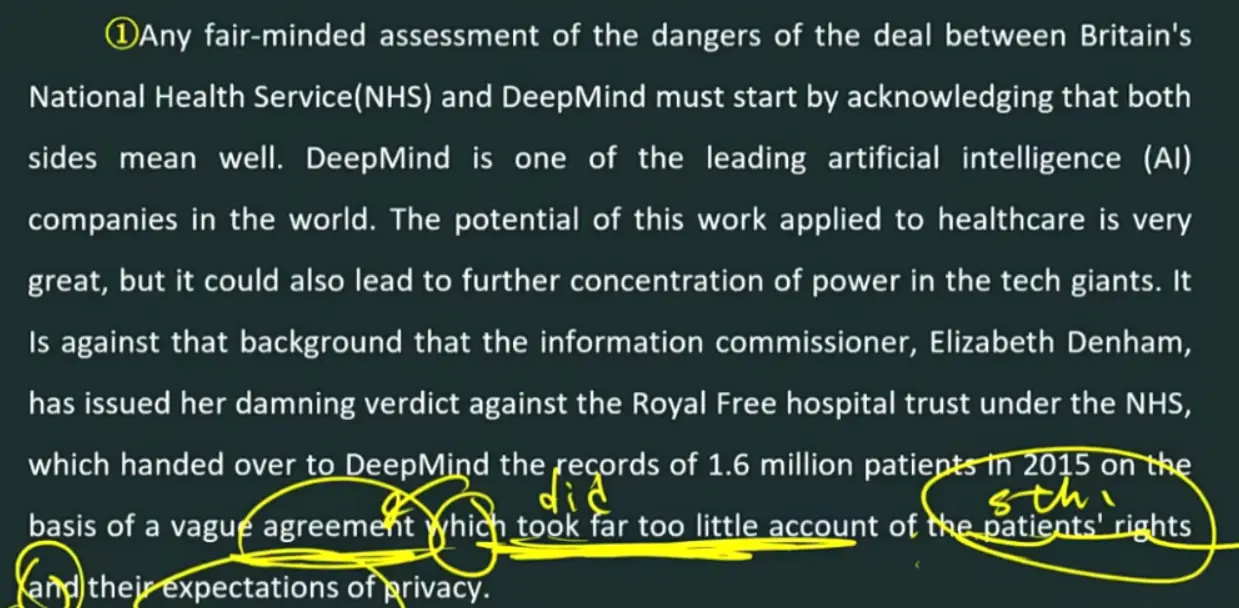 ①Any fair-minded assessment of the dangers of the deal between Britain's
National Health Service(NHS) and DeepMind must start by acknowledging that both
sides mean well. DeepMind is one of the leading artificial intelligence (AI)
companies in the world. The potential of this work applied to healthcare is very
great, but it could also lead to further concentration of power in the tech giants. It
Is against that background that the information commissioner, Elizabeth Denham,
has issued her damning verdict against the Royal Free hospital trust under the NHS,
which handed over to DeepMind the records of 1.6 million patients in 2015 on the
did sth
basis of a vague agreement which took far too little account of the patients' rights
and their expectations of privacy.